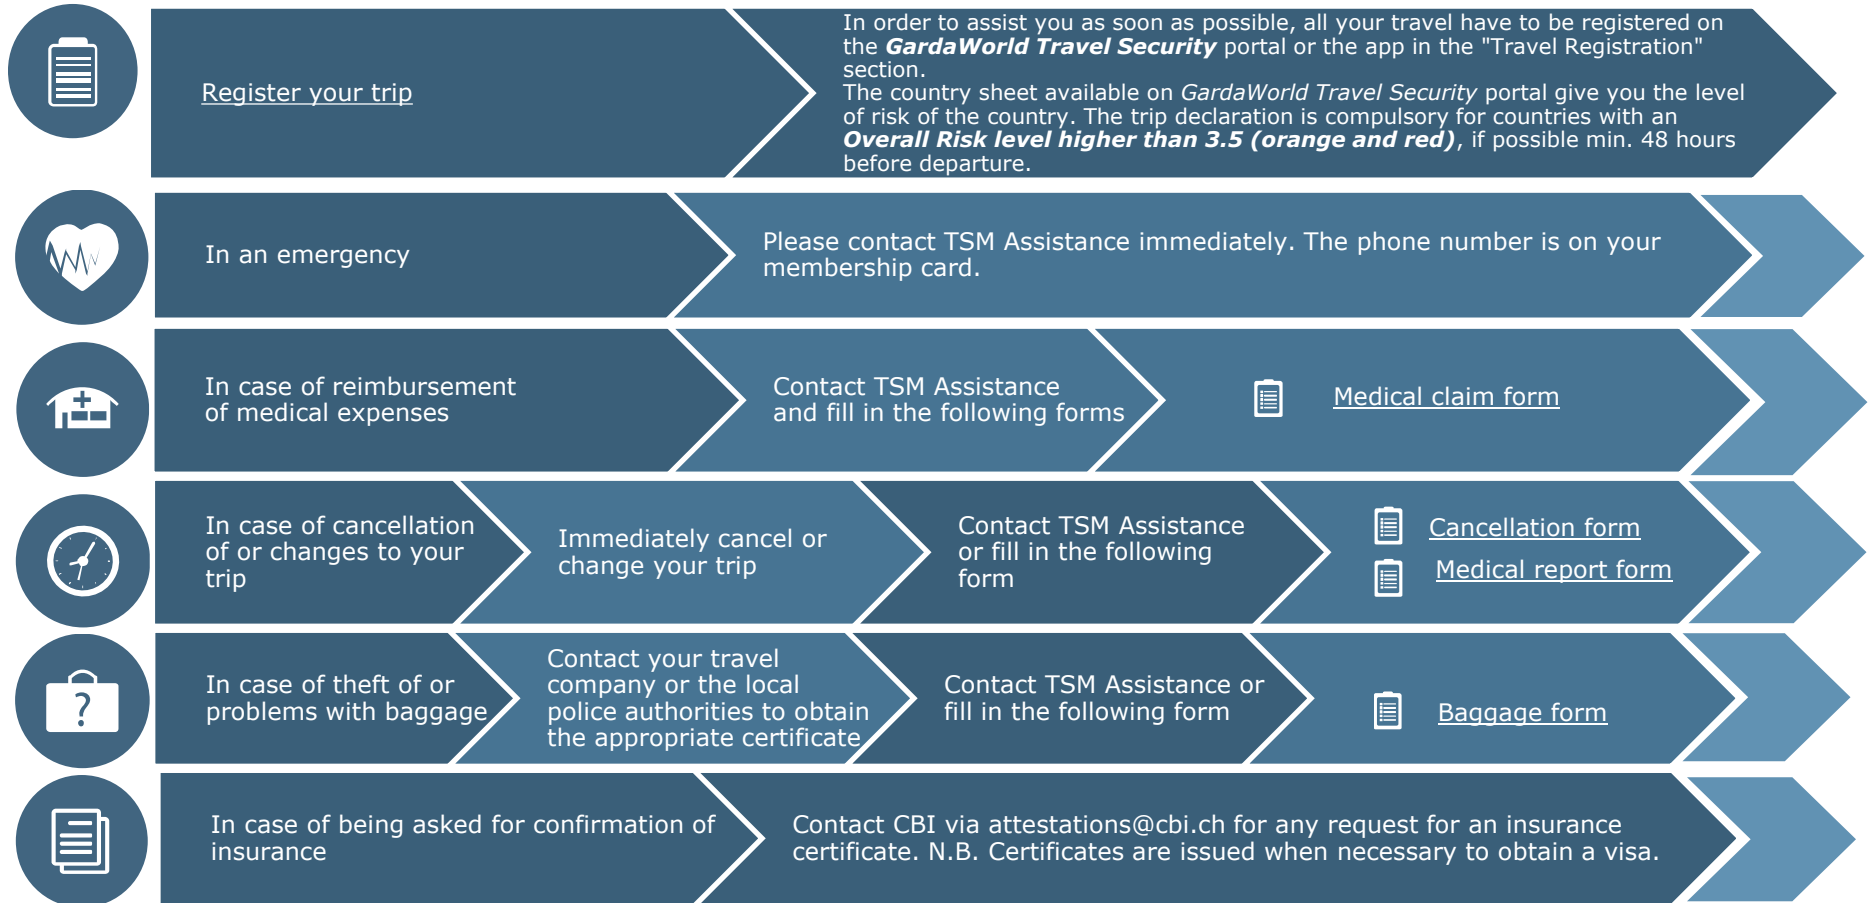 Register your trip
In order to assist you as soon as possible, all your travel have to be registered on
the GardaWorld Travel Security portal or the app in the "Travel Registration"
section.
The country sheet available on GardaWorld Travel Security portal give you the level
of risk of the country. The trip declaration is compulsory for countries with an
Overall Risk level higher than 3.5 (orange and red), if possible min. 48 hours
before departure.
In an emergency
Please contact TSM Assistance immediately. The phone number is on your
membership card.
In case of reimbursement
of medical expenses
Contact TSM Assistance
and fill in the following forms
Medical claim form
In case of cancellation
of or changes to your
trip
Immediately cancel or
change your trip
Contact TSM Assistance
or fill in the following
form
Cancellation form
Medical report form
In case of theft of or
problems with baggage
Contact your travel
company or the local
police authorities to obtain
the appropriate certificate
Contact TSM Assistance or
fill in the following form
Baggage form
?
In case of being asked for confirmation of
insurance
Contact CBI via attestations@cbi.ch for any request for an insurance
certificate. N.B. Certificates are issued when necessary to obtain a visa.